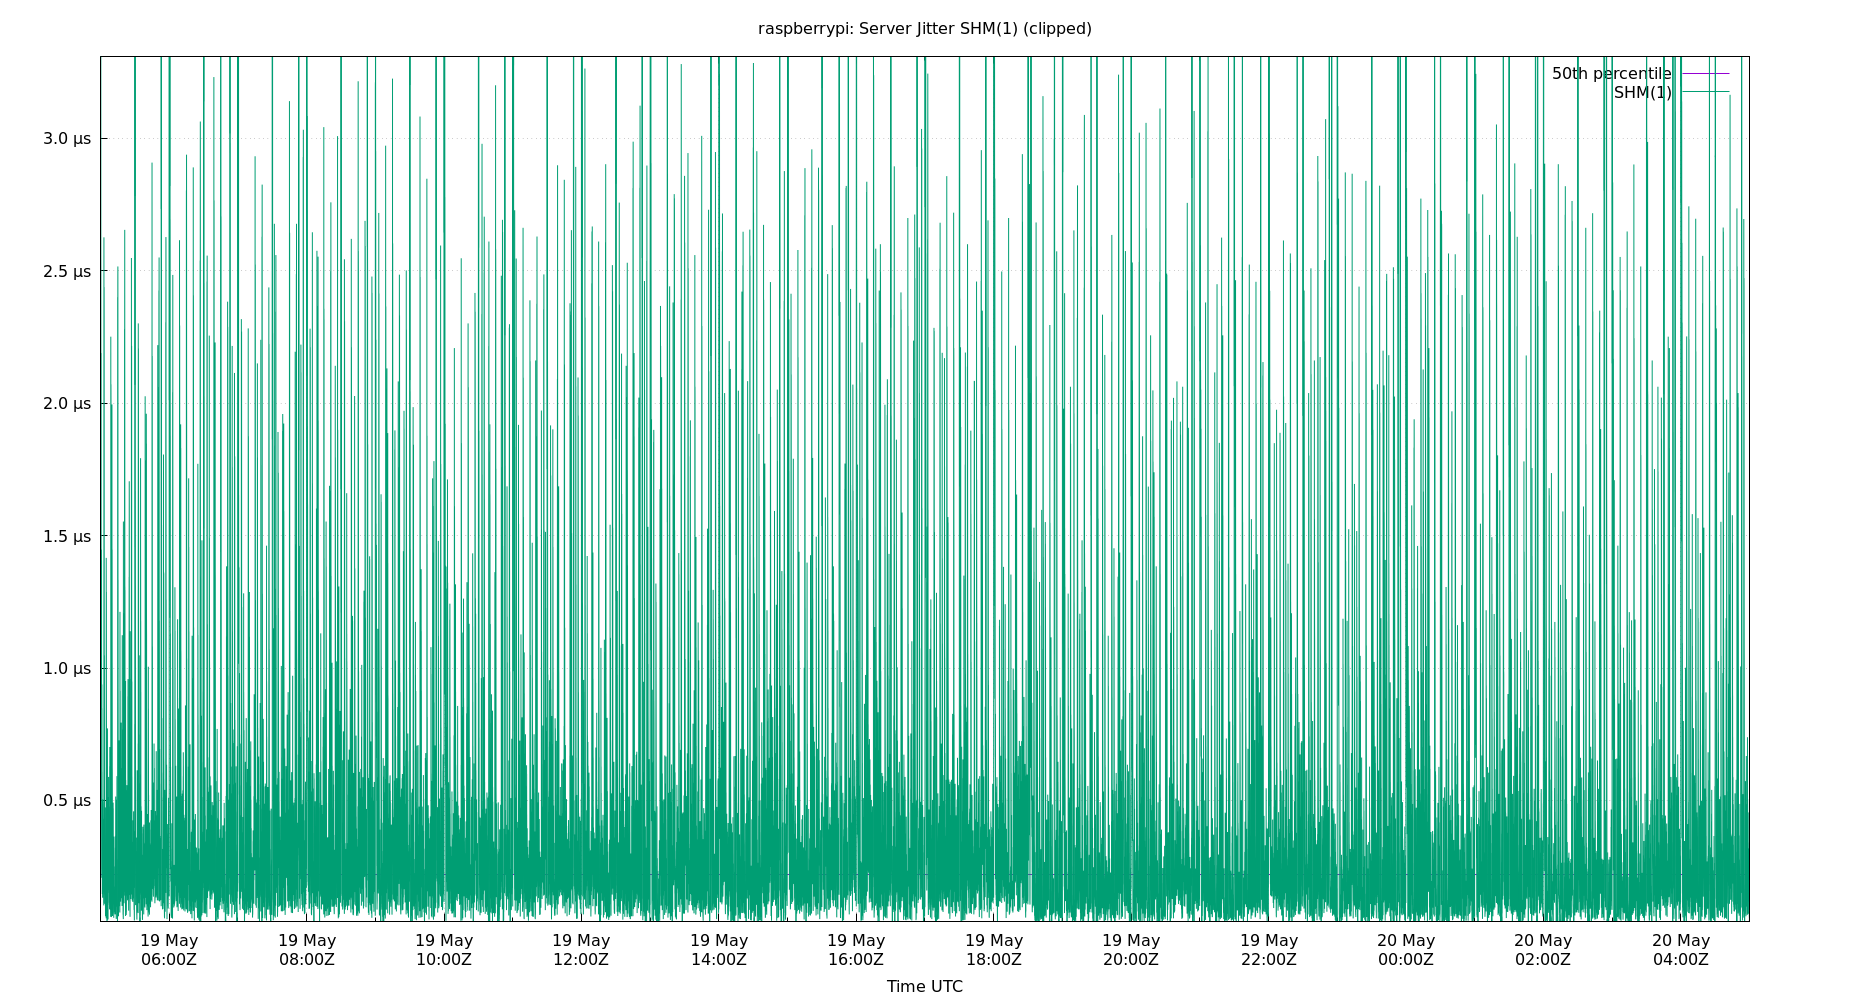 raspberrypi: Server Jitter SHM(1) (clipped)
50th percentile
SHM(1)
3.0 µs
2.5 µs
2.0 µs
1.5 µs
1.0 µs
0.5 µs
19 May 19 May 19 May 19 May 19 May 19 May 19 May 19 May 19 May 20 May 20 May 20 May
06:00Z 08:00Z 10:00Z 12:00Z 14:00Z 16:00Z 18:00Z 20:00Z 22:00Z 00:00Z 02:00Z 04:00Z
Time UTC